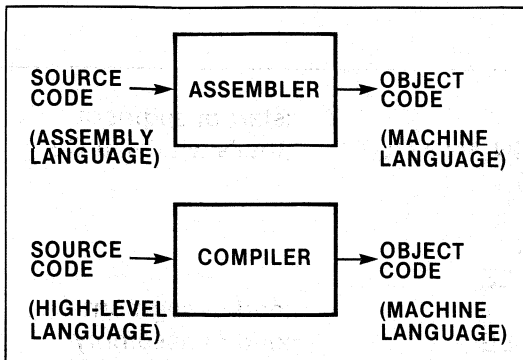 SOURCE CODE
(ASSEMBLY LANGUAGE)
ASSEMBLER
OBJECT CODE
(MACHINE LANGUAGE)
SOURCE CODE
(HIGH-LEVEL LANGUAGE)
COMPILER
OBJECT CODE
(MACHINE LANGUAGE)